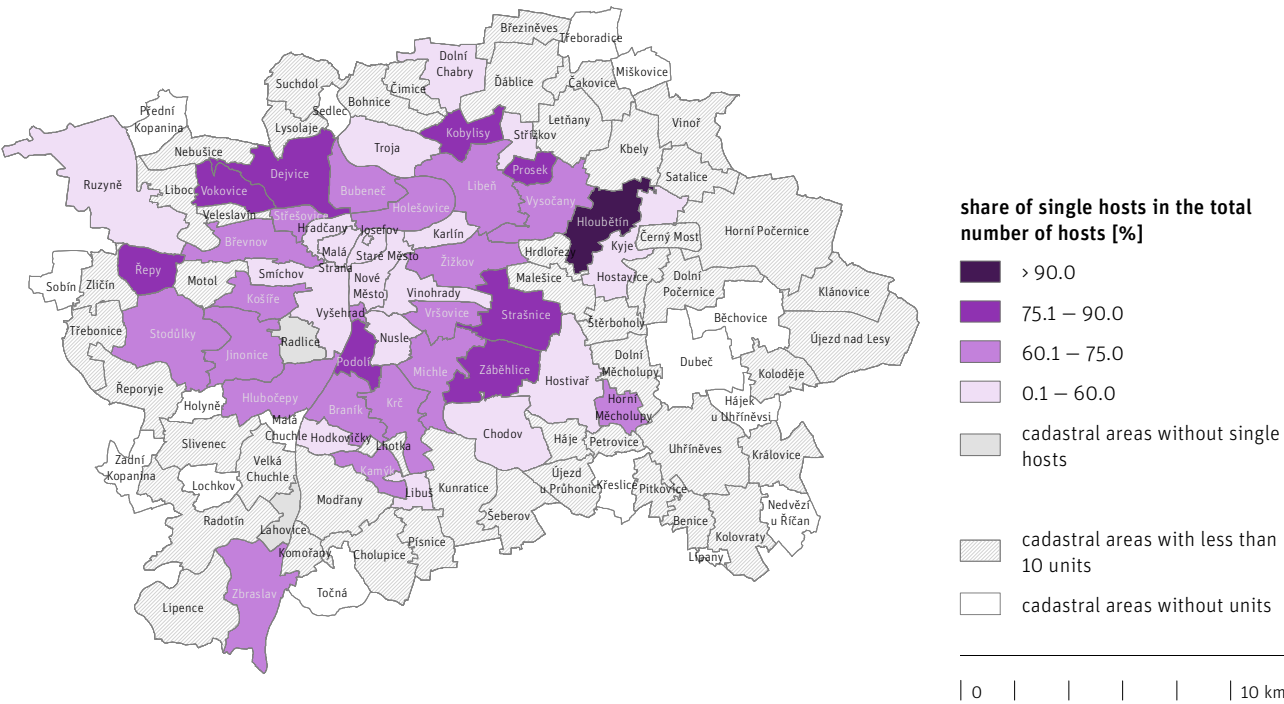 Březiněves
Třeboradice
Dolní
Chabry
Miškovice
Ďáblice
Čakovice
Suchdol
Čimice
Bohnice
Sedlec
Přední
Kopanina
Letňany
Vinoř
Lysolaje
Kobylisy
Střížkov
Troja
Kbely
Nebušice
Dejvice
Prosek
Satalice
Ruzyně
Liboc
Vokovice
Bubeneč
Libeň
Vysočany
Holešovice
Veleslavín
Střešovice
Hloubětín
Hradčany
Josefov
Karlín
Horní Počernice
Černý Most
Břevnov
Kyje
Malá
Strana
Staré Město
Hrdlořezy
Žižkov
Řepy
Smíchov
Motol
Nové
Město
Malešice
Hostavice
Dolní
Počernice
Sobín
Zličín
Vinohrady
Klánovice
Košíře
Vyšehrad
Vršovice
Strašnice
Běchovice
Štěrboholy
Třebonice
Stodůlky
Radlice
Nusle
Újezd nad Lesy
Jinonice
Podolí
Michle
Záběhlice
Dolní
Měcholupy
Dubeč
Koloděje
Hostivař
Řeporyje
Hlubočepy
Holyně
Braník
Krč
Horní
Měcholupy
Hájek
u Uhříněvsi
Malá
Chuchle
Hodkovičky
Lhotka
Chodov
Háje
Petrovice
Slivenec
Uhříněves
Královice
Zadní
Kopanina
Velká
Chuchle
Kamýk
Lochkov
Libuš
Kunratice
Újezd
u Průhonic
Křeslice
Pitkovice
Modřany
Nedvězí
u Říčan
Radotín
Šeberov
Benice
Lahovice
Kolovraty
Komořany
Cholupice
Písnice
Lipany
Zbraslav
Točná
Lipence
share of single hosts in the total
number of hosts [%]
› 90.0
75.1 – 90.0
60.1 – 75.0
0.1 – 60.0
cadastral areas without single
hosts
cadastral areas with less than
10 units
cadastral areas without units
0
10 km